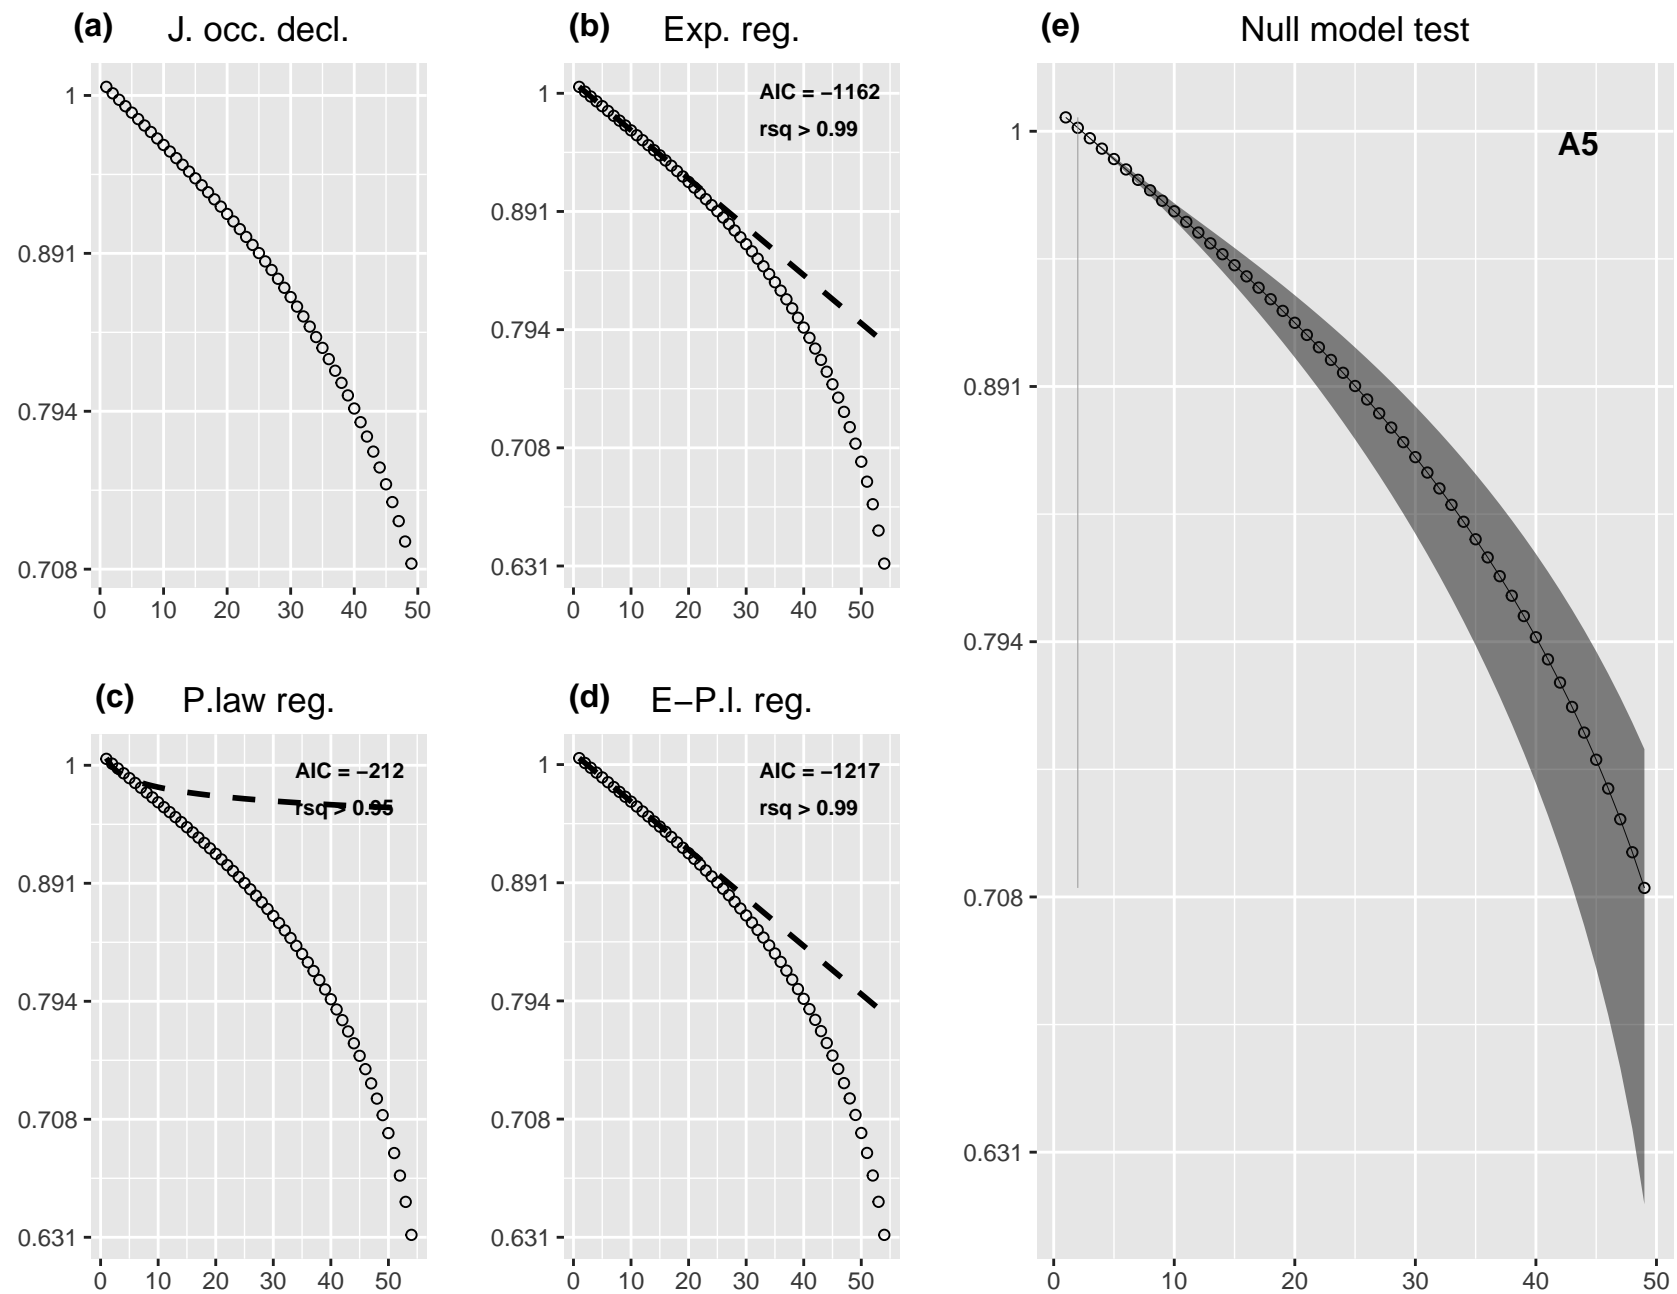 (a) J. occ. decl.
1
0.891
0.794
0.708
0 10 20 30 40 50
(b) Exp. reg.
AIC = −1162
rsq > 0.99
1
0.891
0.794
0.708
0.631
0 10 20 30 40 50
(c) P.law reg.
AIC = −212
rsq > 0.95
1
0.891
0.794
0.708
0.631
0 10 20 30 40 50
(d) E−P.l. reg.
AIC = −1217
rsq > 0.99
1
0.891
0.794
0.708
0.631
0 10 20 30 40 50
(e) Null model test
A5
1
0.891
0.794
0.708
0.631
0 10 20 30 40 50